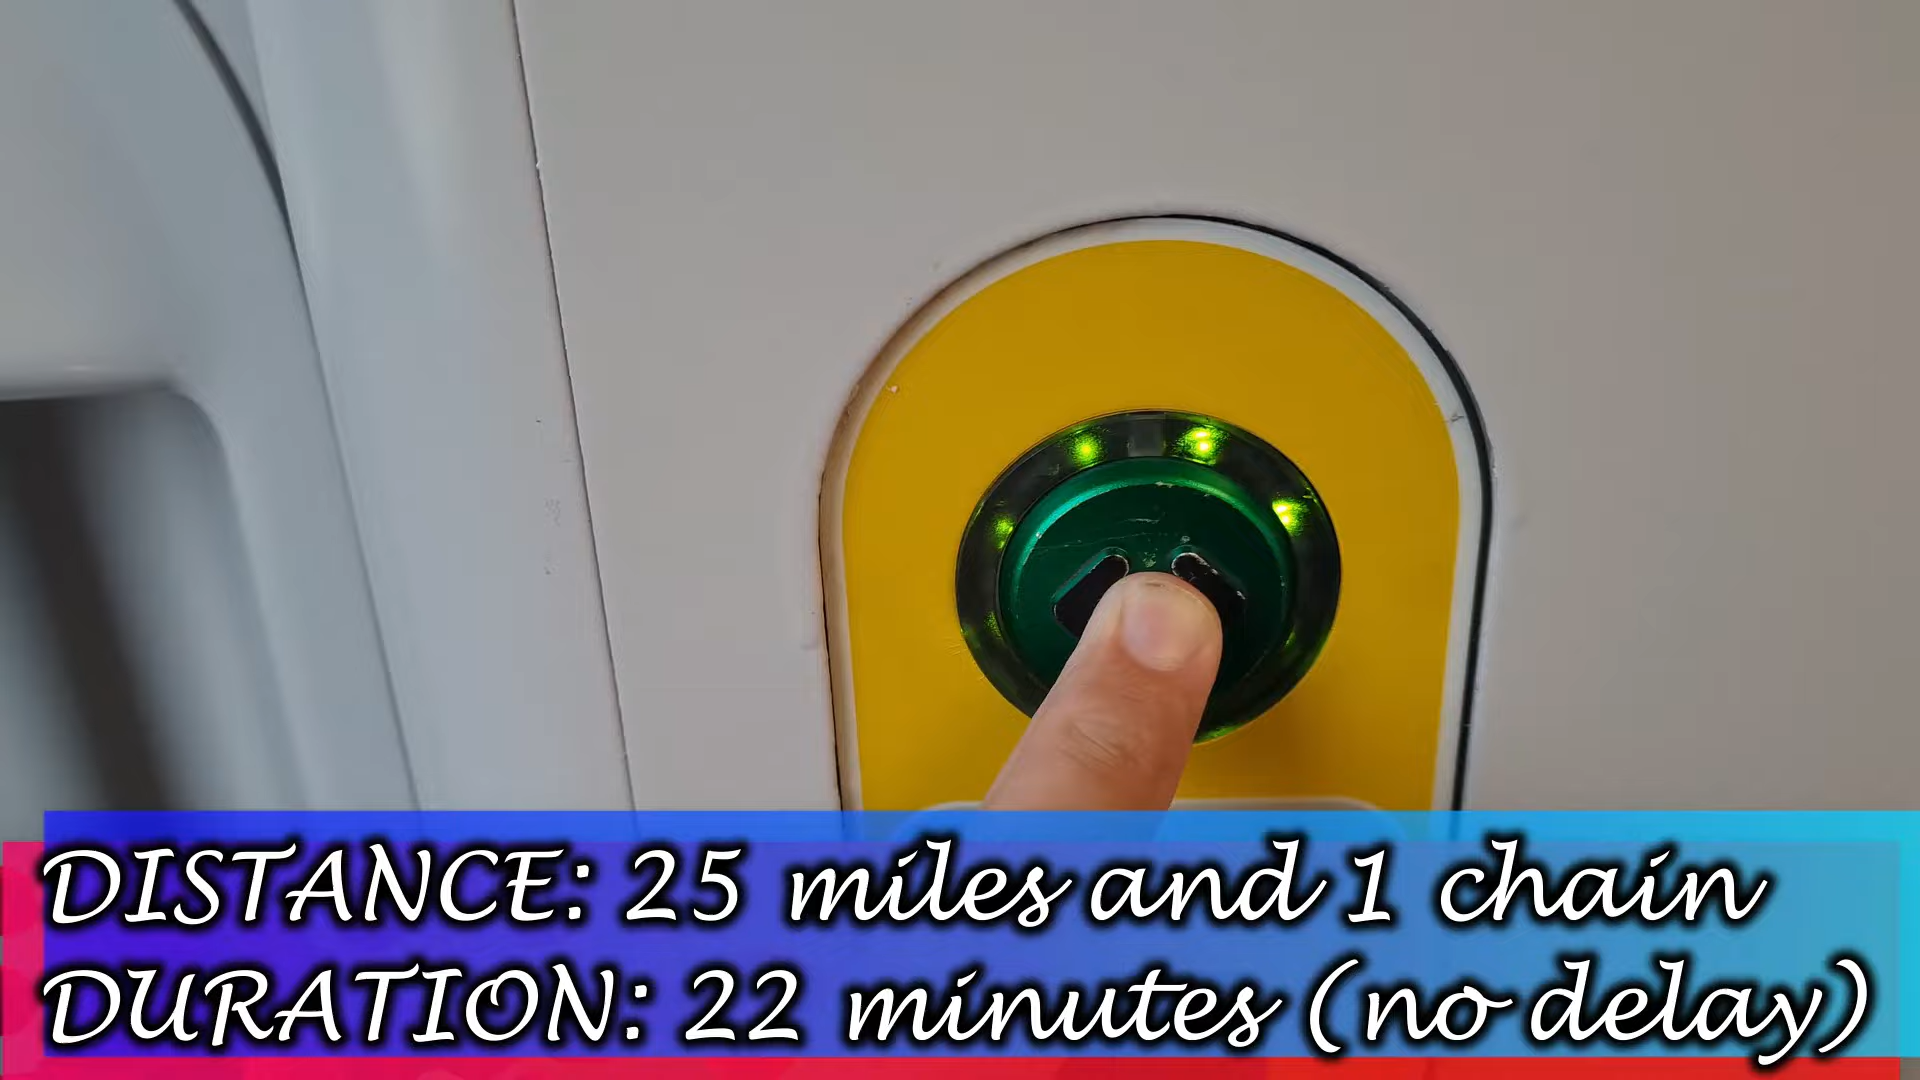 DISTANCE: 25 miles and 1 chain
DURATION: 22 minutes (no delay)